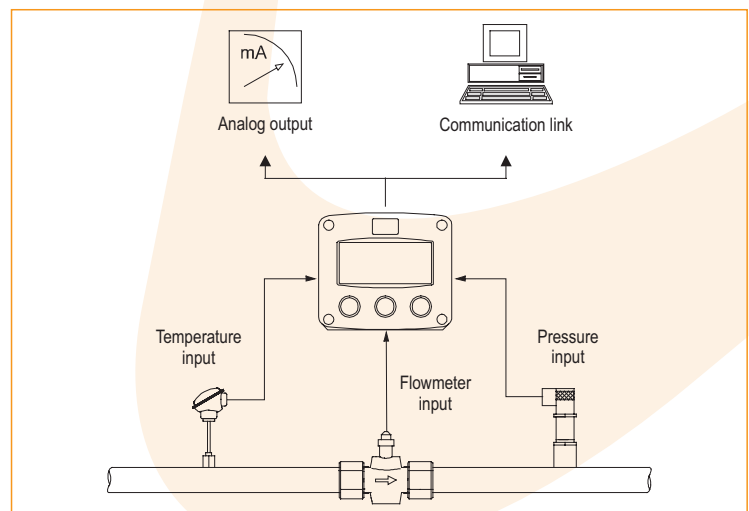 mA
Analog output
Communication link
Temperature
input
Pressure
input
Flowmeter
input